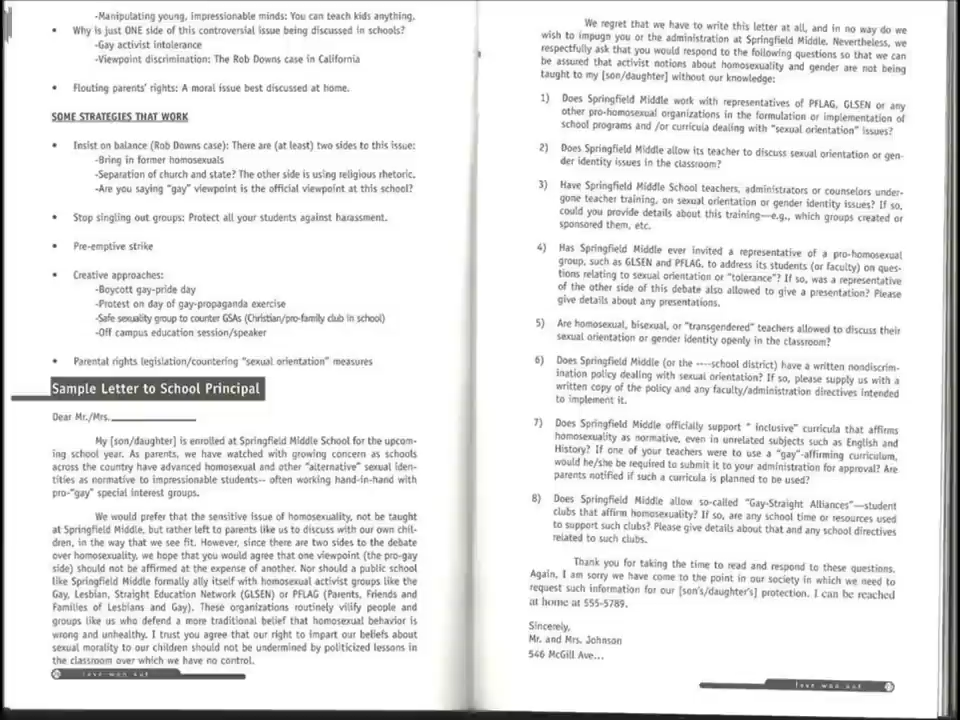 -Manipulating young, impressionable minds: You can teach kids anything.
• Why is just ONE side of this controversial issue being discussed in schools?
-Gay activist intolerance
-Viewpoint discrimination: The Rob Downs case in California
• Flouting parents' rights: A moral issue best discussed at home.
SOME STRATEGIES THAT WORK
• Insist on balance (Rob Downs case): There are (at least) two sides to this issue:
-Bring in former homosexuals
-Separation of church and state? The other side is using religious rhetoric.
-Are you saying "gay" viewpoint is the official viewpoint at this school?
• Stop singling out groups: Protect all your students against harassment.
• Pre-emptive strike
• Creative approaches:
-Boycott gay-pride day
-Protest on day of gay-propaganda exercise
-Safe sexuality group to counter GSAs (Christian/pro-family club in school)
-Off campus education session/speaker
• Parental rights legislation/countering "sexual orientation" measures
Sample Letter to School Principal
Dear Mr./Mrs.
My [son/daughter] is enrolled at Springfield Middle School for the upcom-
ing school year. As parents, we have watched with growing concern as schools
across the country have advanced homosexual and other "alternative" sexual iden-
tities as normative to impressionable students-- often working hand-in-hand with
pro-"gay" special interest groups.
We would prefer that the sensitive issue of homosexuality, not be taught
at Springfield Middle, but rather left to parents like us to discuss with our own chil-
dren, in the way that we see fit. However, since there are two sides to the debate
over homosexuality, we hope that you would agree that one viewpoint (the pro-gay
side) should not be affirmed at the expense of another. Nor should a public school
like Springfield Middle formally ally itself with homosexual activist groups like the
Gay, Lesbian, Straight Education Network (GLSEN) or PFLAG (Parents, Friends and
Families of Lesbians and Gay). These organizations routinely vilify people and
groups like us who defend a more traditional belief that homosexual behavior is
wrong and unhealthy. I trust you agree that our right to impart our beliefs about
sexual morality to our children should not be undermined by politicized lessons in
the classroom over which we have no control.
love won out
We regret that we have to write this letter at all, and in no way do we
wish to impugn you or the administration at Springfield Middle. Nevertheless, we
respectfully ask that you would respond to the following questions so that we can
be assured that activist notions about homosexuality and gender are not being
taught to my [son/daughter] without our knowledge:
1) Does Springfield Middle work with representatives of PFLAG, GLSEN or any
other pro-homosexual organizations in the formulation or implementation of
school programs and /or curricula dealing with "sexual orientation" issues?
2) Does Springfield Middle allow its teacher to discuss sexual orientation or gen-
der identity issues in the classroom?
3) Have Springfield Middle School teachers, administrators or counselors under-
gone teacher training, on sexual orientation or gender identity issues? If so,
could you provide details about this training—e.g., which groups created or
sponsored them, etc.
4) Has Springfield Middle ever invited a representative of a pro-homosexual
group, such as GLSEN and PFLAG, to address its students (or faculty) on ques-
tions relating to sexual orientation or "tolerance"? If so, was a representative
of the other side of this debate also allowed to give a presentation? Please
give details about any presentations.
5) Are homosexual, bisexual, or "transgendered" teachers allowed to discuss their
sexual orientation or gender identity openly in the classroom?
6) Does Springfield Middle (or the ----school district) have a written nondiscrim-
ination policy dealing with sexual orientation? If so, please supply us with a
written copy of the policy and any faculty/administration directives intended
to implement it.
7) Does Springfield Middle officially support " inclusive" curricula that affirms
homosexuality as normative, even in unrelated subjects such as English and
History? If one of your teachers were to use a "gay"-affirming curriculum,
would he/she be required to submit it to your administration for approval? Are
parents notified if such a curricula is planned to be used?
8) Does Springfield Middle allow so-called "Gay-Straight Alliances"—student
clubs that affirm homosexuality? If so, are any school time or resources used
to support such clubs? Please give details about that and any school directives
related to such clubs.
Thank you for taking the time to read and respond to these questions.
Again, I am sorry we have come to the point in our society in which we need to
request such information for our [son's/daughter's] protection. I can be reached
at home at 555-5789.
Sincerely,
Mr. and Mrs. Johnson
546 McGill Ave...
love won out